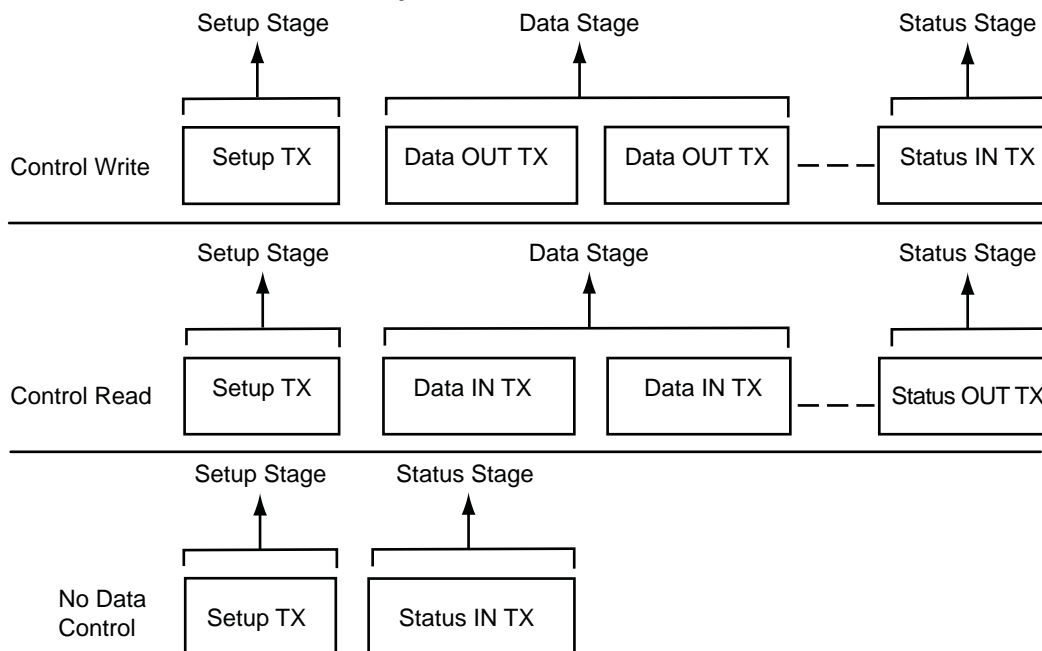 Setup Stage Data Stage Status Stage
Control Write Setup TX Data OUT TX Data OUT TX Status IN TX
Setup Stage Data Stage Status Stage
Control Read Setup TX Data IN TX Data IN TX Status OUT TX
Setup Stage Status Stage
No Data
Control Setup TX Status IN TX